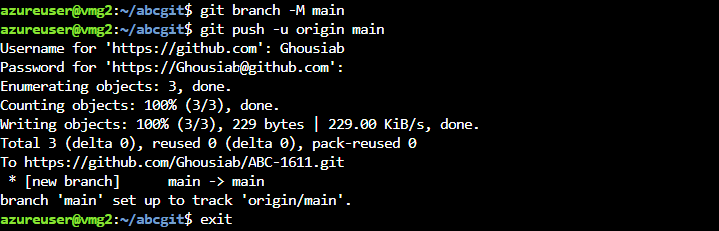 azureuser@vmg2:~/abcgit$ git branch -M main
azureuser@vmg2:~/abcgit$ git push -u origin main
Username for 'https://github.com': Ghousiab
Password for 'https://Ghousiab@github.com':
Enumerating objects: 3, done.
Counting objects: 100% (3/3), done.
Writing objects: 100% (3/3), 229 bytes | 229.00 KiB/s, done.
Total 3 (delta 0), reused 0 (delta 0), pack-reused 0
To https://github.com/Ghousiab/ABC-1611.git
 * [new branch]      main -> main
branch 'main' set up to track 'origin/main'.
azureuser@vmg2:~/abcgit$ exit